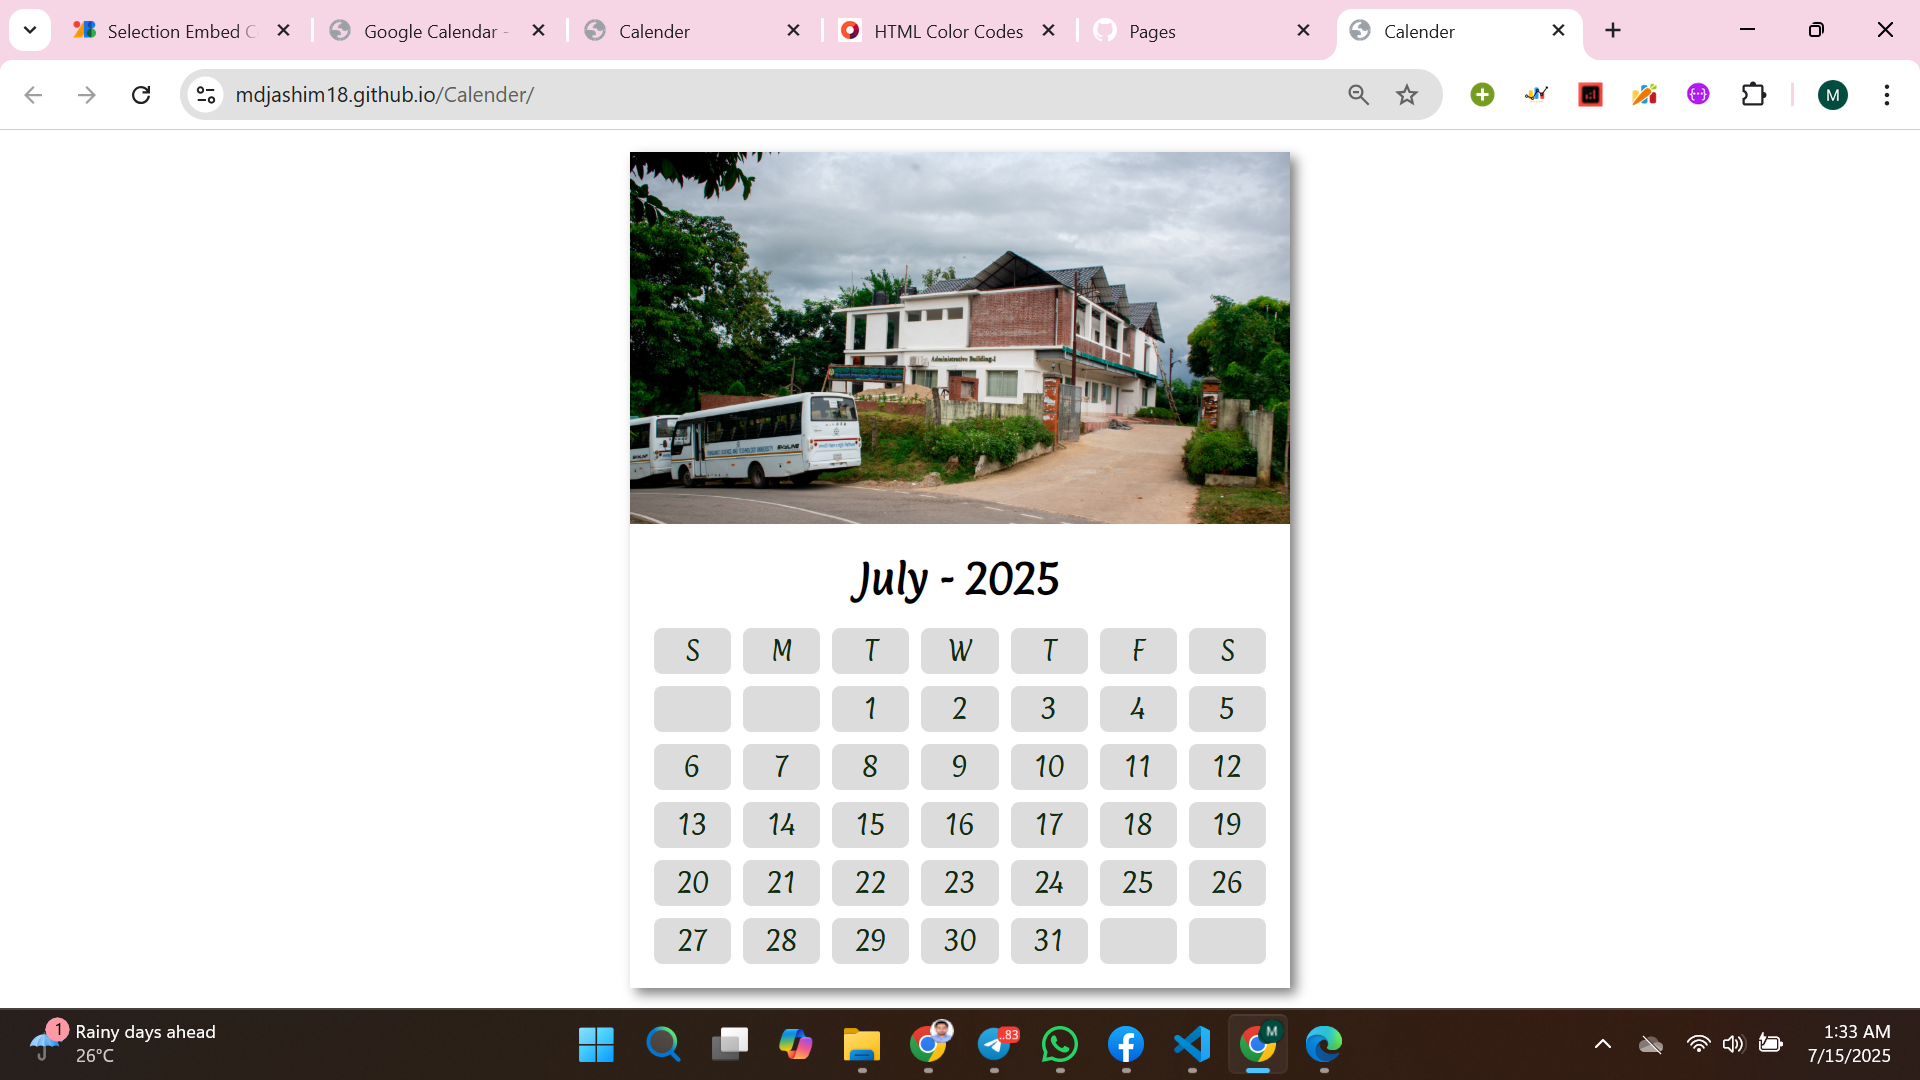 Selection Embed C
Google Calendar -
Calender
HTML Color Codes
Pages
Calender
mdjashim18.github.io/Calender/
M
Administrative Building-I
July - 2025
S M T W T F S
1 2 3 4 5
6 7 8 9 10 11 12
13 14 15 16 17 18 19
20 21 22 23 24 25 26
27 28 29 30 31
1
Rainy days ahead
26°C
..83
M
1:33 AM
7/15/2025